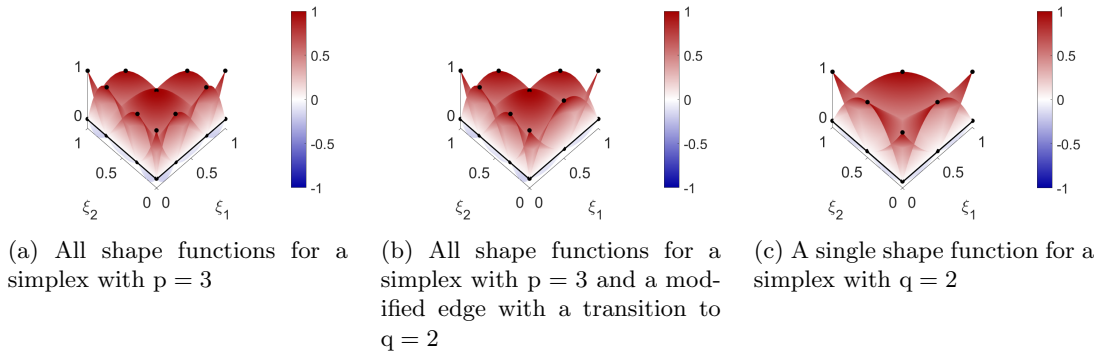 1
0.5
0
-0.5
-1
1
0
1
0.5
0
0
0.5
1
ξ2
ξ1
1
0.5
0
-0.5
-1
1
0
1
0.5
0
0
0.5
1
ξ2
ξ1
1
0.5
0
-0.5
-1
1
0
1
0.5
0
0
0.5
1
ξ2
ξ1
(a) All shape functions for a
simplex with p = 3
(b) All shape functions for a
simplex with p = 3 and a mod-
ified edge with a transition to
q = 2
(c) A single shape function for a
simplex with q = 2